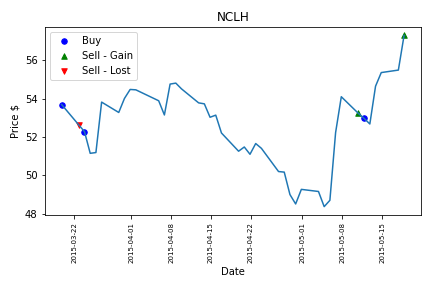 NCLH
Buy
Sell - Gain
Sell - Lost
Price $
56
54
52
50
48
2015-03-22
2015-04-01
2015-04-08
2015-04-15
2015-04-22
2015-05-01
2015-05-08
2015-05-15
Date